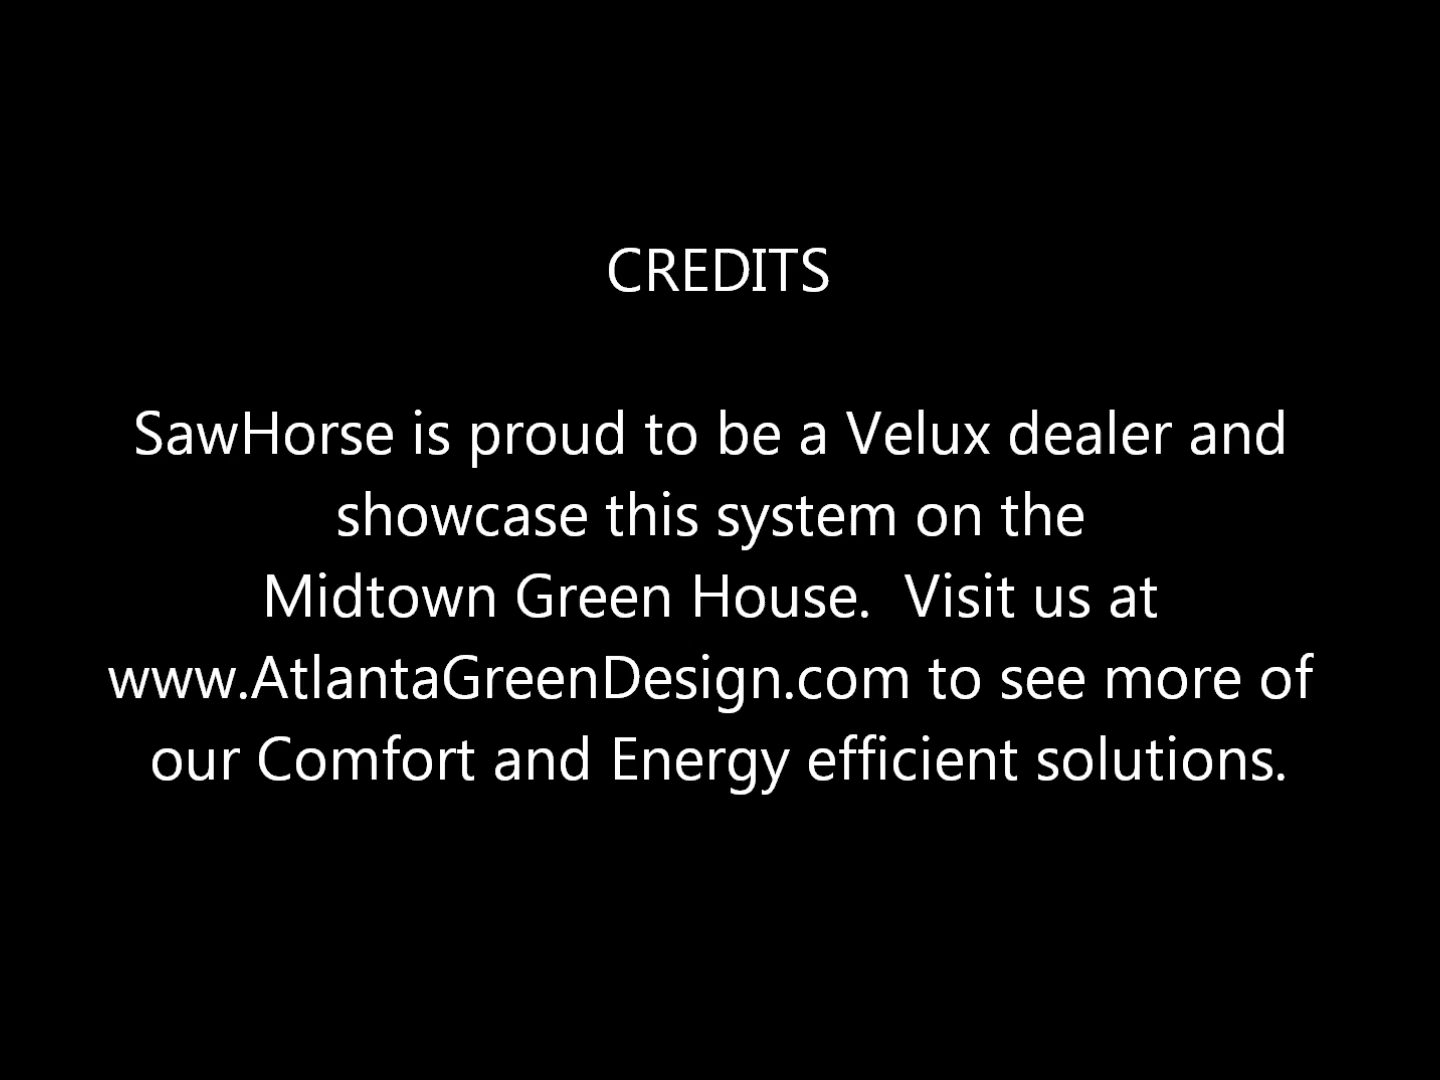 CREDITS
SawHorse is proud to be a Velux dealer and
showcase this system on the
Midtown Green House.  Visit us at
www.AtlantaGreenDesign.com to see more of
our Comfort and Energy efficient solutions.